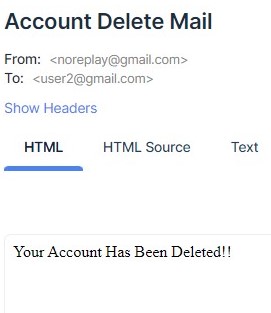 Account Delete Mail
From: <noreplay@gmail.com>
To: <user2@gmail.com>
Show Headers
HTML HTML Source Text
Your Account Has Been Deleted!!